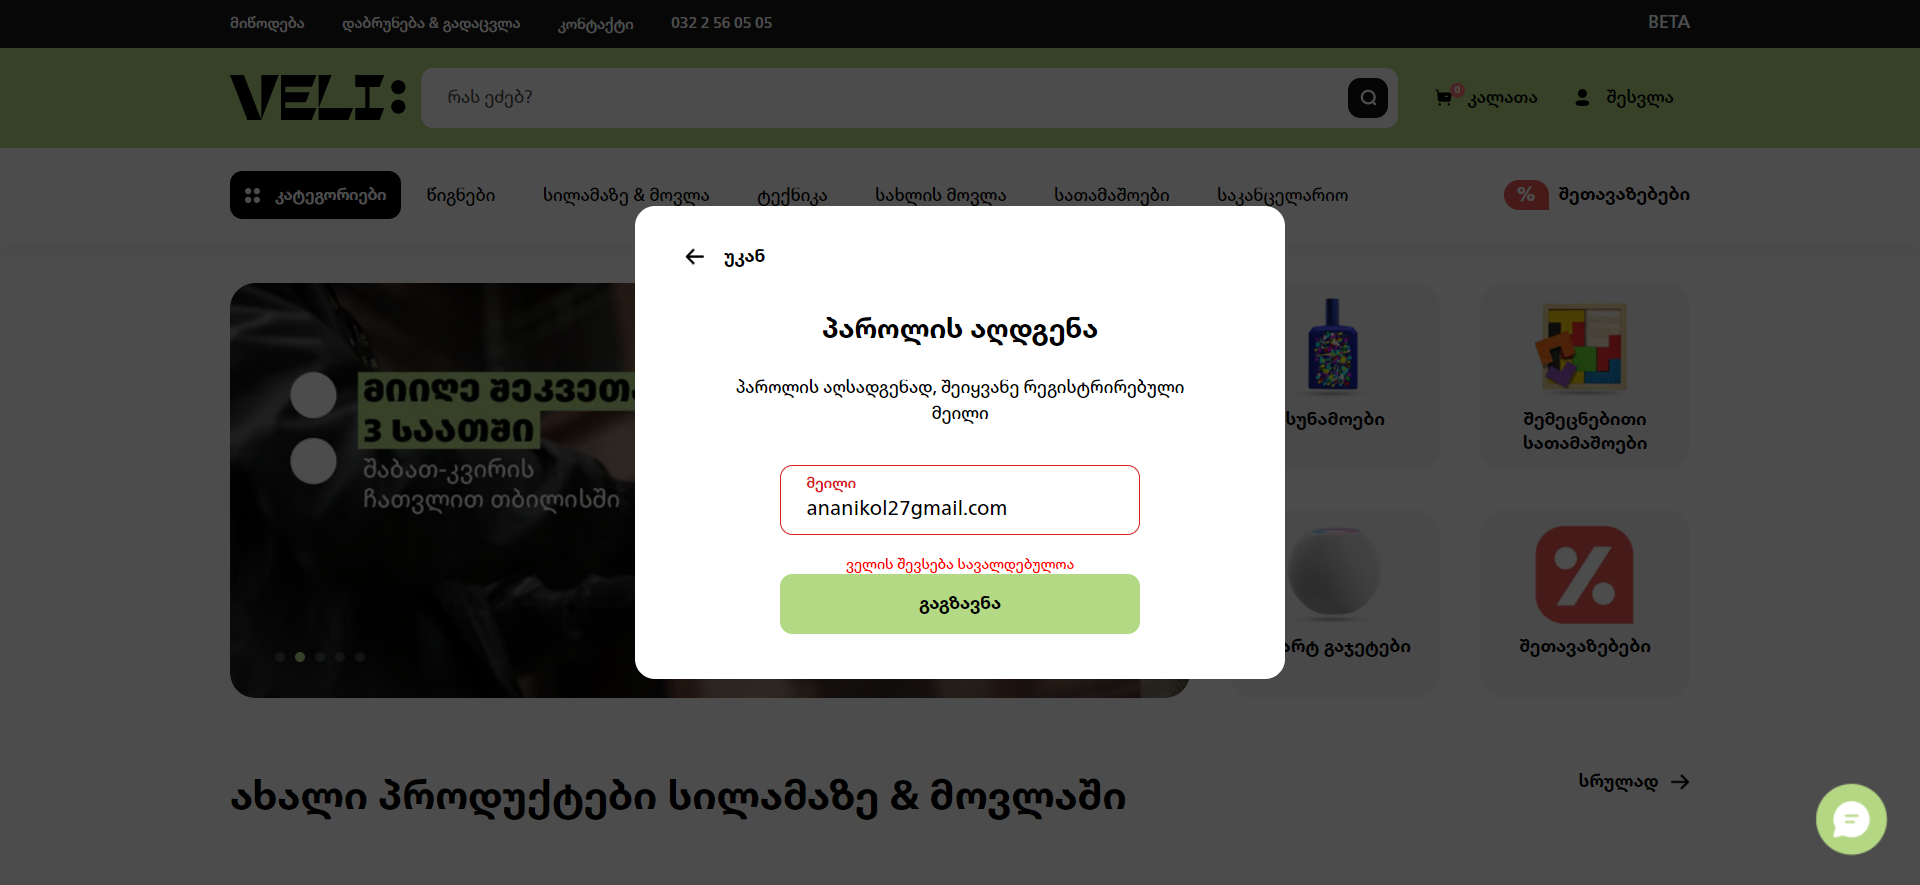 მიწოდება დაბრუნება & გადაცვლა კონტაქტი 032 2 56 05 05 BETA
VELI: რას ეძებ? 0 კალათა შესვლა
კატეგორიები წიგნები სილამაზე & მოვლა ტექნიკა სახლის მოვლა სათამაშოები საკანცელარიო % შეთავაზებები
უკან
პაროლის აღდგენა
პაროლის აღსადგენად, შეიყვანე რეგისტრირებული
მეილი
მეილი
ananikol27gmail.com
ველის შევსება სავალდებულოა
გაგზავნა
მიიღე შეკვეთა
3 საათში
შაბათ-კვირის
ჩათვლით თბილისში
სუნამოები
შემეცნებითი
სათამაშოები
არტ გაჯეტები
შეთავაზებები
ახალი პროდუქტები სილამაზე & მოვლაში
სრულად